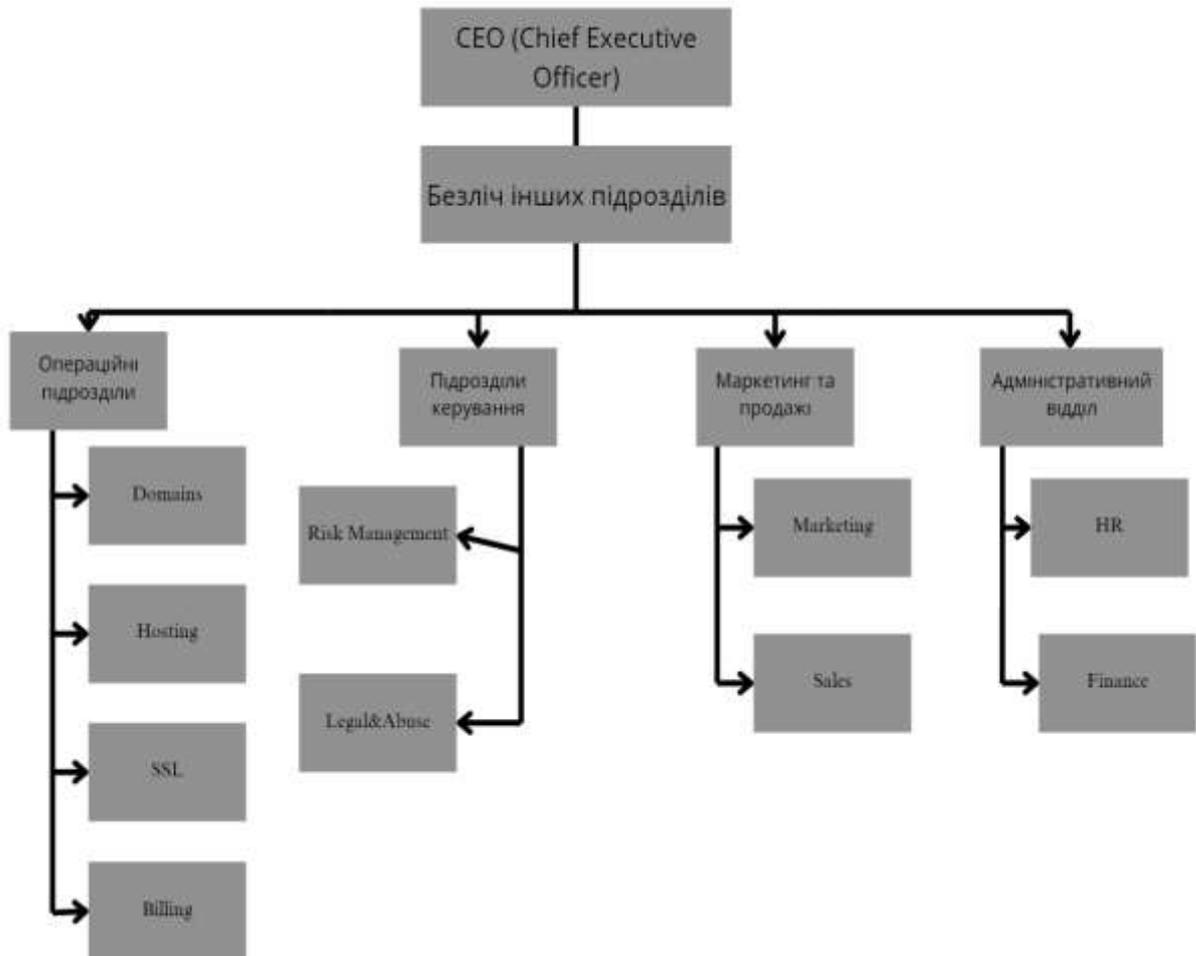 CEO (Chief Executive
Officer)
Безліч інших підрозділів
Операційні
підрозділи
Підрозділи
керування
Маркетинг та
продажі
Адміністративний
відділ
Domains
Risk Management
Marketing
HR
Hosting
Legal&Abuse
Sales
Finance
SSL
Billing